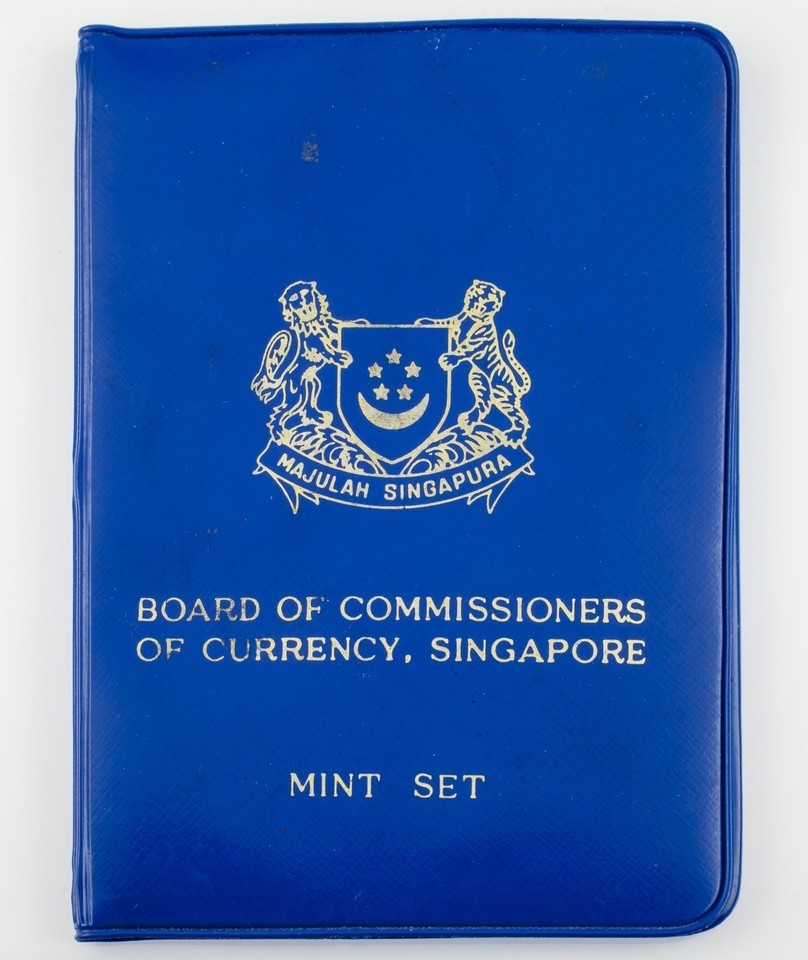 MAJULAH SINGAPURA
BOARD OF COMMISSIONERS
OF CURRENCY, SINGAPORE
MINT SET